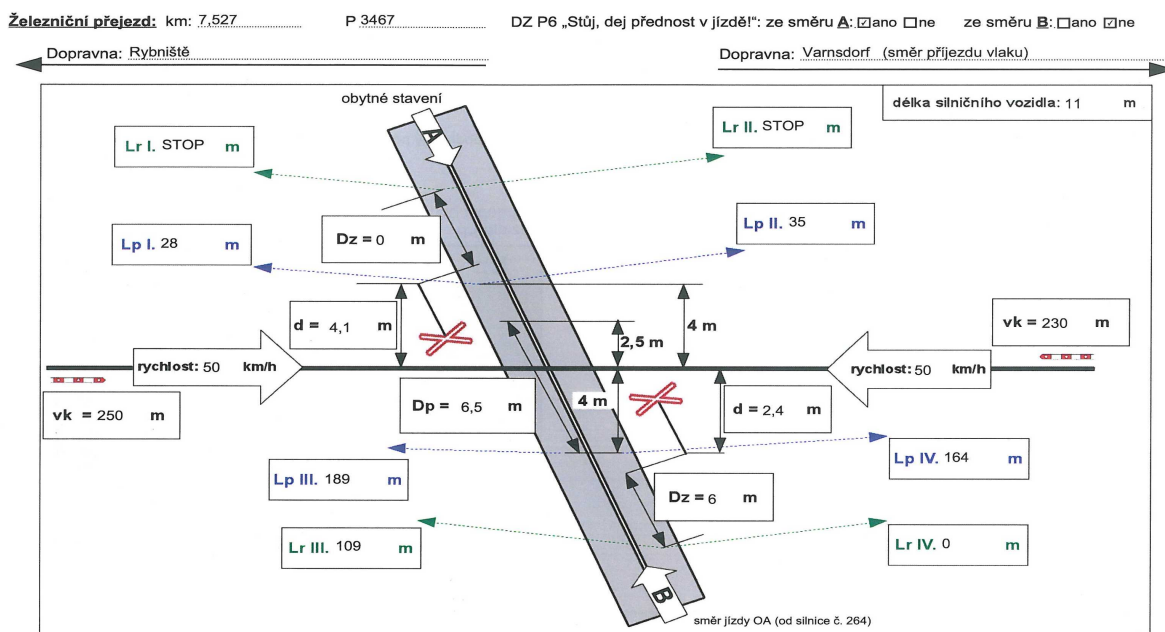 Železniční přejezd: km: 7,527 P 3467 DZ P6 „Stůj, dej přednost v jízdě!“: ze směru A: ☑ano ☐ne ze směru B: ☐ano ☑ne
Dopravna: Rybniště
Dopravna: Varnsdorf (směr příjezdu vlaku)
obytné stavení
délka silničního vozidla: 11 m
A
Lr I. STOP m
Lr II. STOP m
Lp I. 28 m
Dz = 0 m
Lp II. 35 m
d = 4,1 m
4 m
2,5 m
vk = 230 m
rychlost: 50 km/h
rychlost: 50 km/h
vk = 250 m
Dp = 6,5 m
4 m
d = 2,4 m
Lp III. 189 m
Lp IV. 164 m
Dz = 6 m
Lr III. 109 m
Lr IV. 0 m
B
směr jízdy OA (od silnice č. 264)